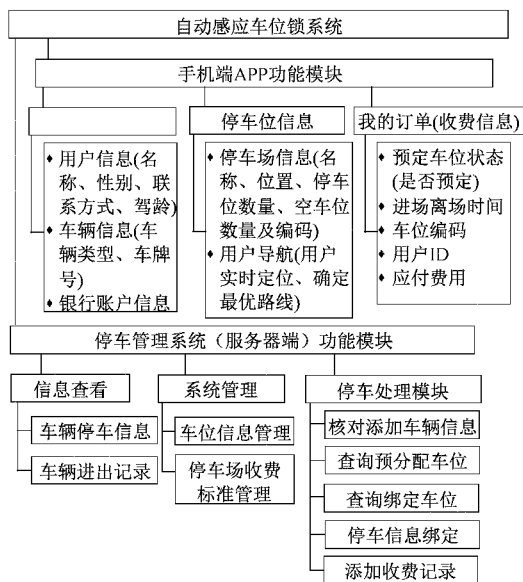 自动感应车位锁系统
手机端APP功能模块
停车位信息
我的订单(收费信息)
♦ 用户信息(名
称、性别、联
系方式、驾龄)
♦ 车辆信息(车
辆类型、车牌
号)
♦ 银行账户信息
♦ 停车场信息(名
称、位置、停车
位数量、空车位
数量及编码)
♦ 用户导航(用户
实时定位、确定
最优路线)
♦ 预定车位状态
(是否预定)
♦ 进场离场时间
♦ 车位编码
♦ 用户ID
♦ 应付费用
停车管理系统（服务器端）功能模块
信息查看
车辆停车信息
车辆进出记录
系统管理
车位信息管理
停车场收费
标准管理
停车处理模块
核对添加车辆信息
查询预分配车位
查询绑定车位
停车信息绑定
添加收费记录